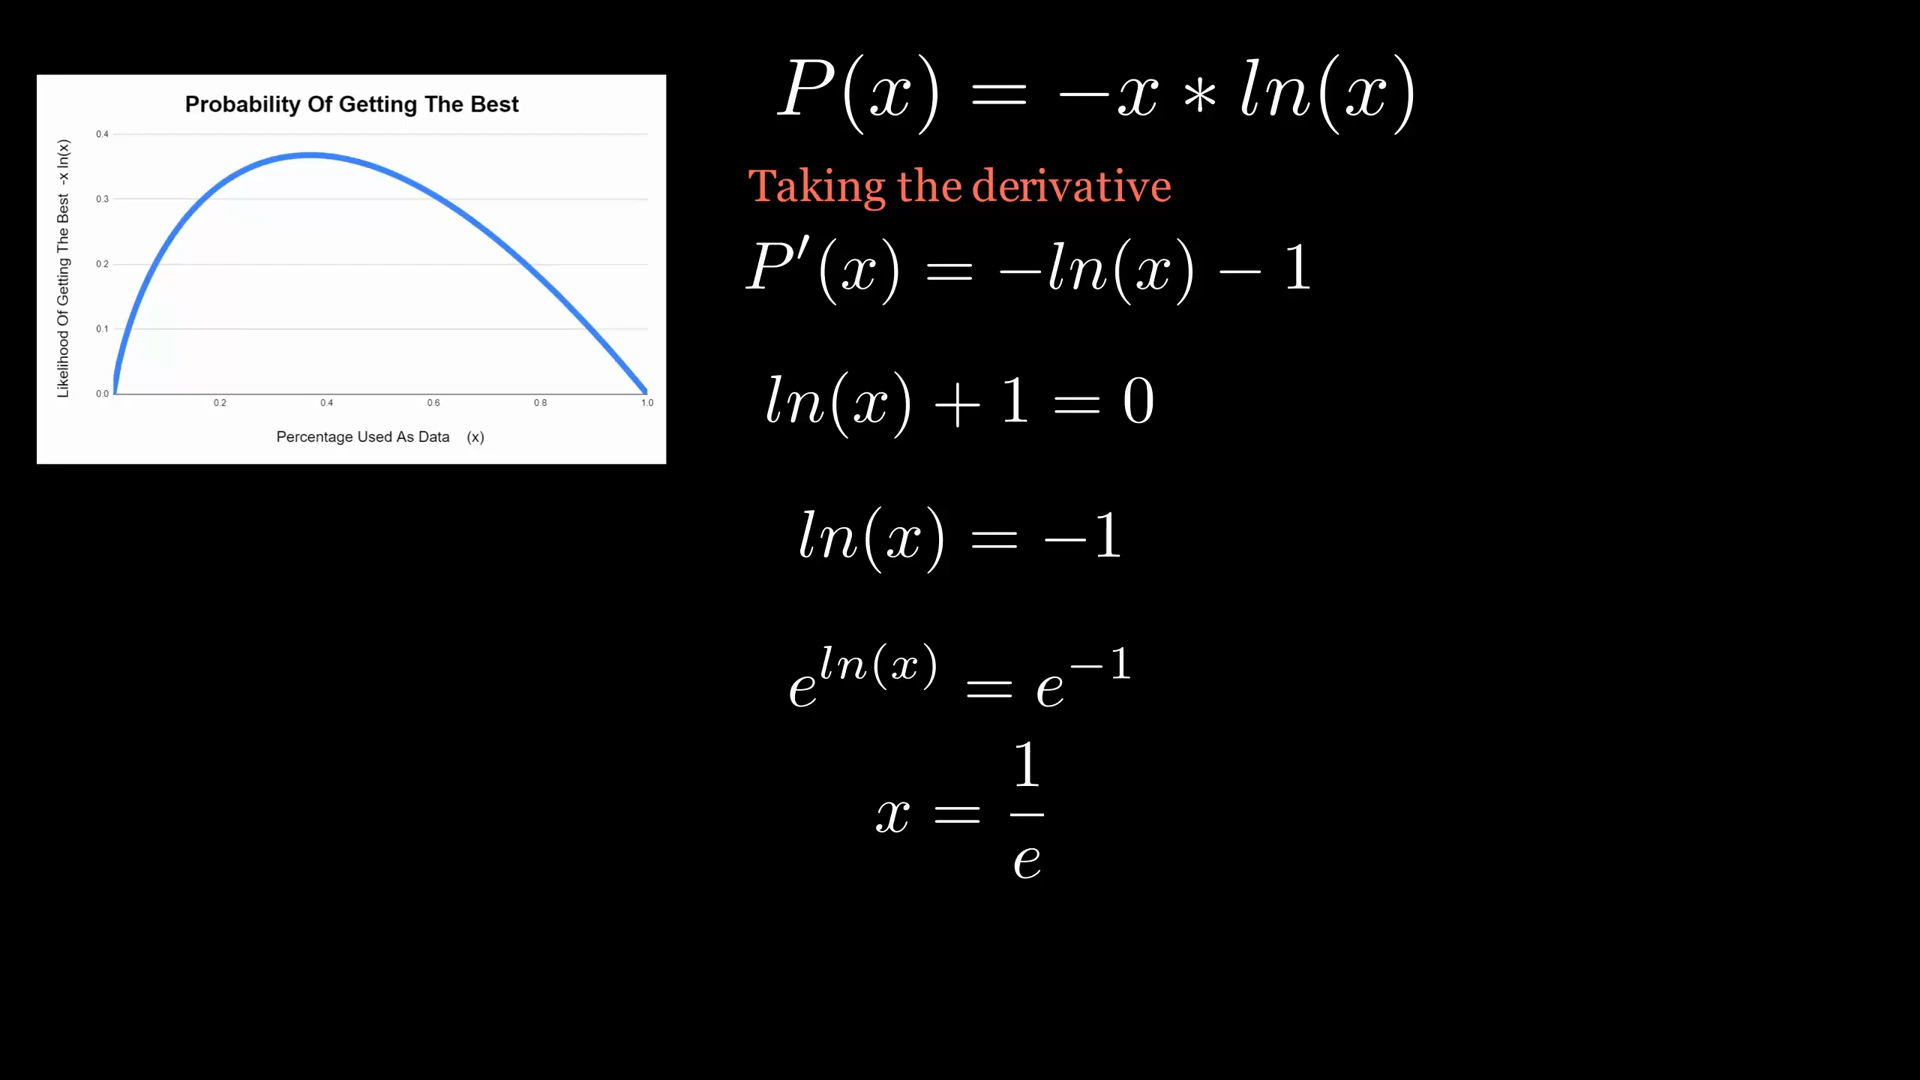 Probability Of Getting The Best
Likelihood Of Getting The Best -x ln(x)
0.4
0.3
0.2
0.1
0.0
0.2 0.4 0.6 0.8 1.0
Percentage Used As Data (x)
P(x) = −x * ln(x)
Taking the derivative
P′(x) = −ln(x) − 1
ln(x) + 1 = 0
ln(x) = −1
e^{ln(x)} = e^{−1}
x = \frac{1}{e}